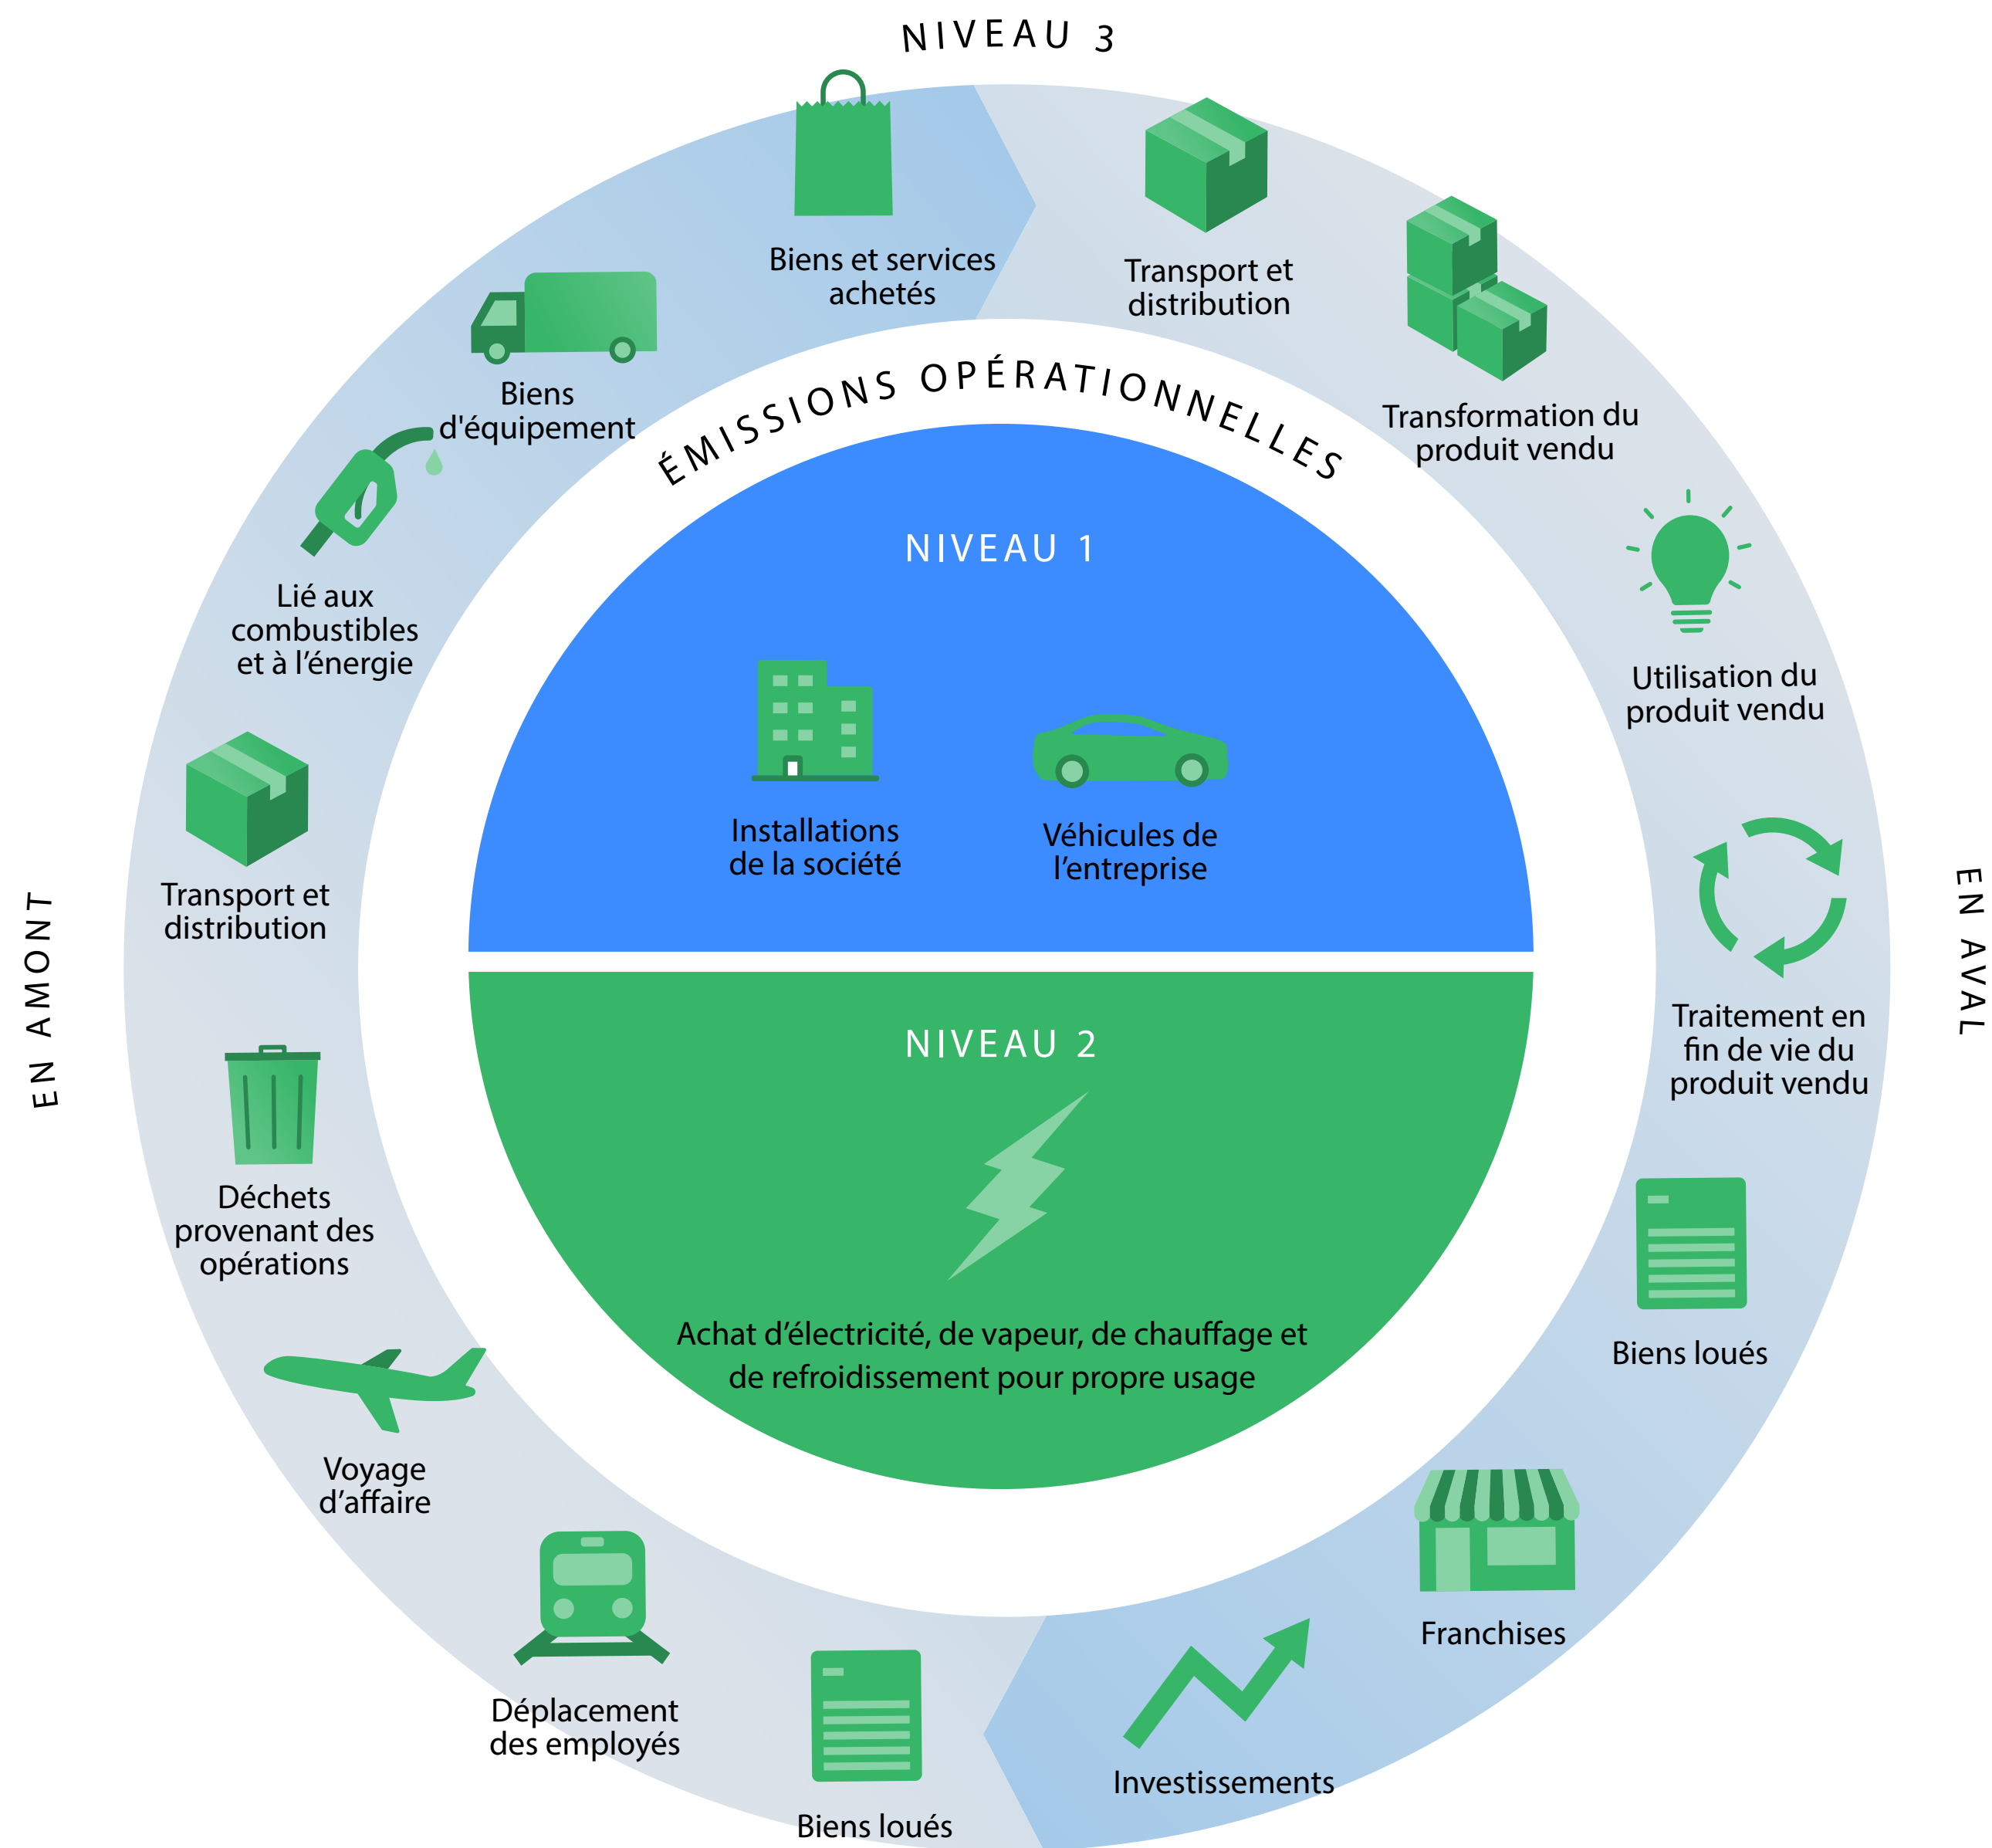 NIVEAU 3
Biens et services
achetés
Transport et
distribution
Biens
d'équipement
Transformation du
produit vendu
ÉMISSIONS OPÉRATIONNELLES
NIVEAU 1
Lié aux
combustibles
et à l’énergie
Utilisation du
produit vendu
Installations
de la société
Véhicules de
l’entreprise
Transport et
distribution
EN AMONT
EN AVAL
Traitement en
fin de vie du
produit vendu
NIVEAU 2
Déchets
provenant des
opérations
Achat d’électricité, de vapeur, de chauffage et
de refroidissement pour propre usage
Biens loués
Voyage
d’affaire
Franchises
Déplacement
des employés
Investissements
Biens loués